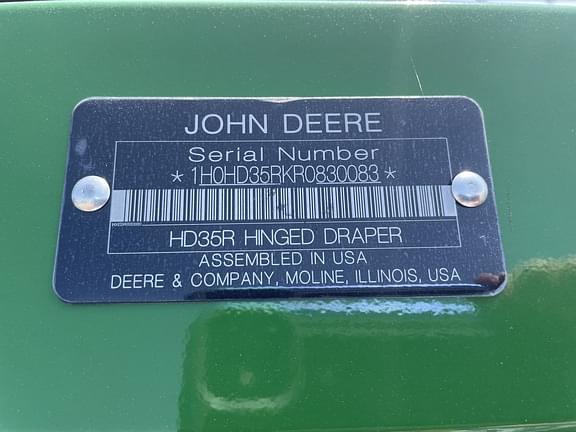 JOHN DEERE
Serial Number
*1H0HD35RKR0830083*
HD35R HINGED DRAPER
ASSEMBLED IN USA
DEERE & COMPANY, MOLINE, ILLINOIS, USA